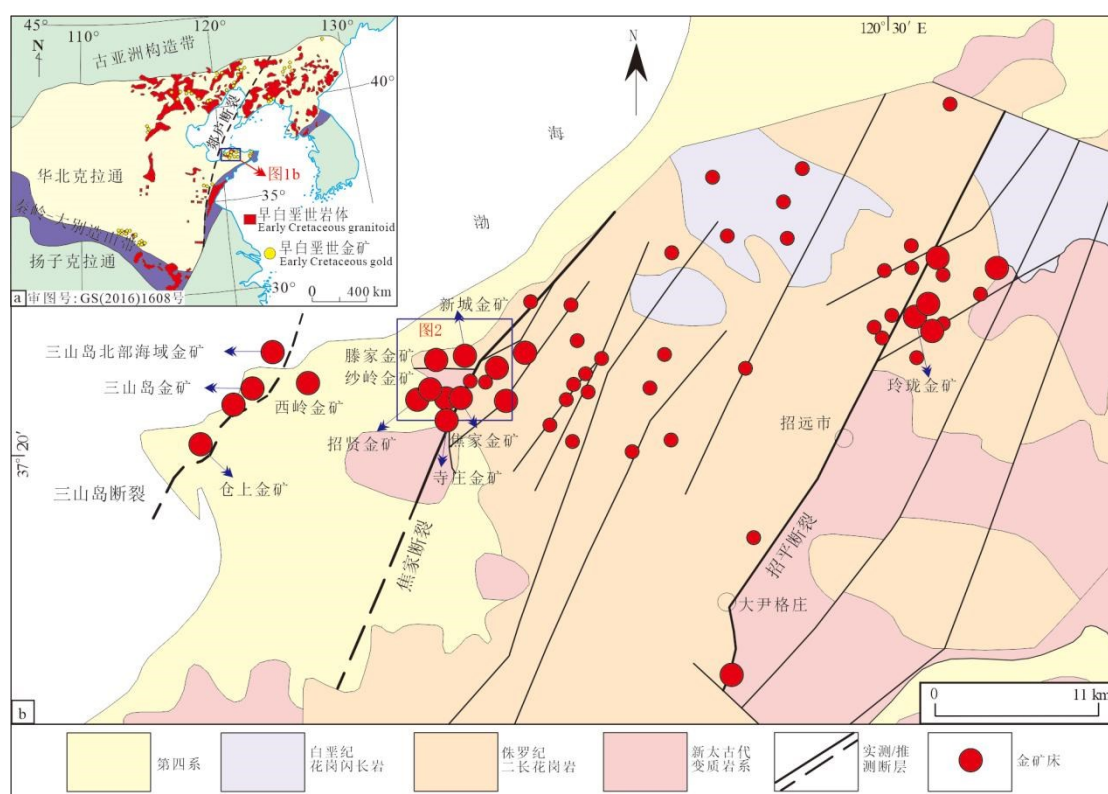 45°
110°
120°
130°
N
古亚洲构造带
40°
郯庐断裂
图1b
华北克拉通
35°
秦岭-大别造山带
早白垩世岩体
Early Cretaceous granitoid
扬子克拉通
早白垩世金矿
Early Cretaceous gold
30°
0 400 km
a 审图号:GS(2016)1608号
120°30′ E
N
海
渤
新城金矿
图2
三山岛北部海域金矿
滕家金矿
三山岛金矿
纱岭金矿
西岭金矿
玲珑金矿
招贤金矿
焦家金矿
招远市
37°20′
寺庄金矿
三山岛断裂
仓上金矿
焦家断裂
招平断裂
大尹格庄
0 11 km
b
第四系
白垩纪
花岗闪长岩
侏罗纪
二长花岗岩
新太古代
变质岩系
实测/推
测断层
金矿床